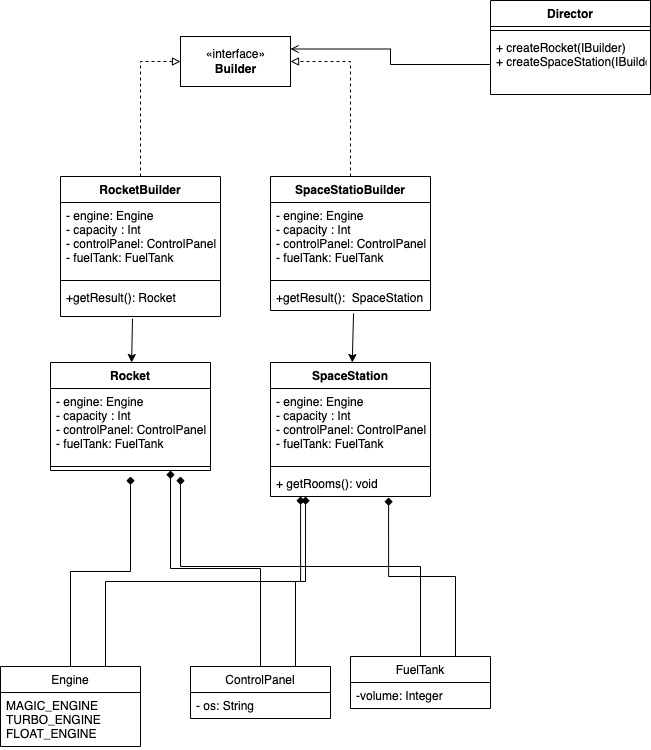 Director
+ createRocket(IBuilder)
+ createSpaceStation(IBuild
«interface»
Builder
RocketBuilder
- engine: Engine
- capacity : Int
- controlPanel: ControlPanel
- fuelTank: FuelTank
+getResult(): Rocket
SpaceStatioBuilder
- engine: Engine
- capacity : Int
- controlPanel: ControlPanel
- fuelTank: FuelTank
+getResult(): SpaceStation
Rocket
- engine: Engine
- capacity : Int
- controlPanel: ControlPanel
- fuelTank: FuelTank
SpaceStation
- engine: Engine
- capacity : Int
- controlPanel: ControlPanel
- fuelTank: FuelTank
+ getRooms(): void
Engine
MAGIC_ENGINE
TURBO_ENGINE
FLOAT_ENGINE
ControlPanel
- os: String
FuelTank
-volume: Integer